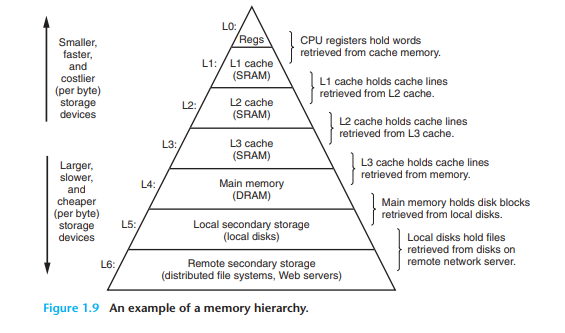 Smaller,
faster,
and
costlier
(per byte)
storage
devices
Larger,
slower,
and
cheaper
(per byte)
storage
devices
L0:
Regs
L1:
L1 cache
(SRAM)
L2:
L2 cache
(SRAM)
L3:
L3 cache
(SRAM)
L4:
Main memory
(DRAM)
L5:
Local secondary storage
(local disks)
L6:
Remote secondary storage
(distributed file systems, Web servers)
CPU registers hold words
retrieved from cache memory.
L1 cache holds cache lines
retrieved from L2 cache.
L2 cache holds cache lines
retrieved from L3 cache.
L3 cache holds cache lines
retrieved from memory.
Main memory holds disk blocks
retrieved from local disks.
Local disks hold files
retrieved from disks on
remote network server.
Figure 1.9 An example of a memory hierarchy.